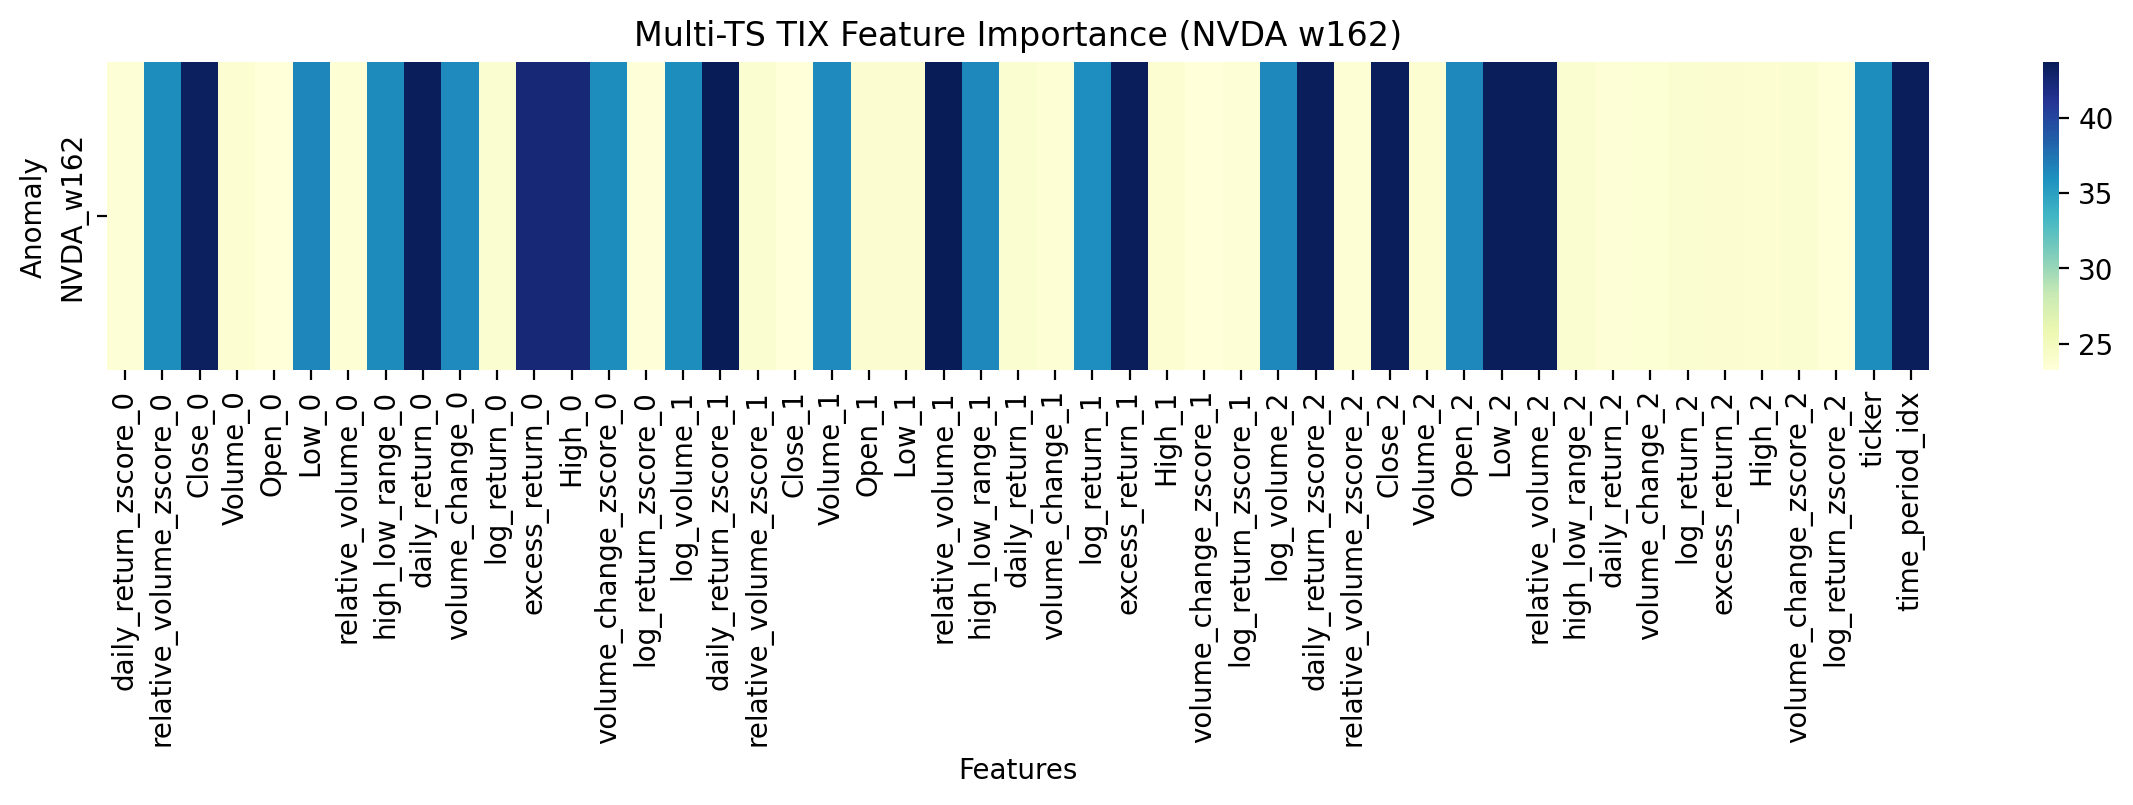 Multi-TS TIX Feature Importance (NVDA w162)
Anomaly
NVDA_w162
40
35
30
25
daily_return_zscore_0
relative_volume_zscore_0
Close_0
Volume_0
Open_0
Low_0
relative_volume_0
high_low_range_0
daily_return_0
volume_change_0
log_return_0
excess_return_0
High_0
volume_change_zscore_0
log_return_zscore_0
log_volume_1
daily_return_zscore_1
relative_volume_zscore_1
Close_1
Volume_1
Open_1
Low_1
relative_volume_1
high_low_range_1
daily_return_1
volume_change_1
log_return_1
excess_return_1
High_1
volume_change_zscore_1
log_return_zscore_1
log_volume_2
daily_return_zscore_2
relative_volume_zscore_2
Close_2
Volume_2
Open_2
Low_2
relative_volume_2
high_low_range_2
daily_return_2
volume_change_2
log_return_2
excess_return_2
High_2
volume_change_zscore_2
log_return_zscore_2
ticker
time_period_idx
Features